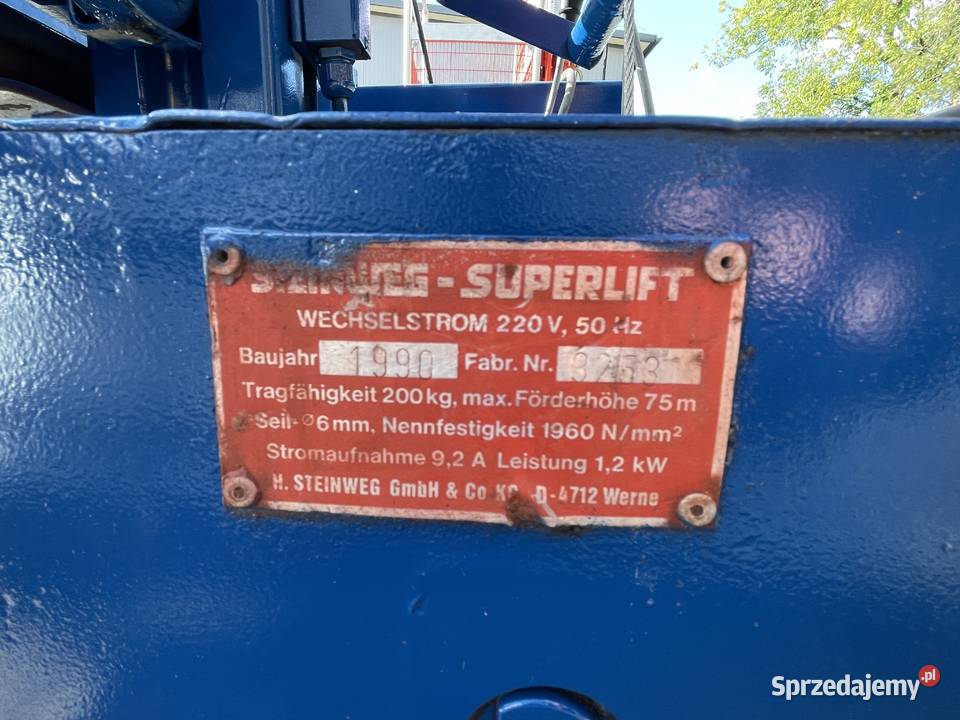 STEINWEG - SUPERLIFT
WECHSELSTROM 220 V, 50 Hz
Baujahr 1990 Fabr. Nr.
Tragfähigkeit 200 kg, max. Förderhöhe 75 m
Seil-Ø 6 mm, Nennfestigkeit 1960 N/mm²
Stromaufnahme 9,2 A Leistung 1,2 kW
H. STEINWEG GmbH & Co KG D-4712 Werne
Sprzedajemy.pl